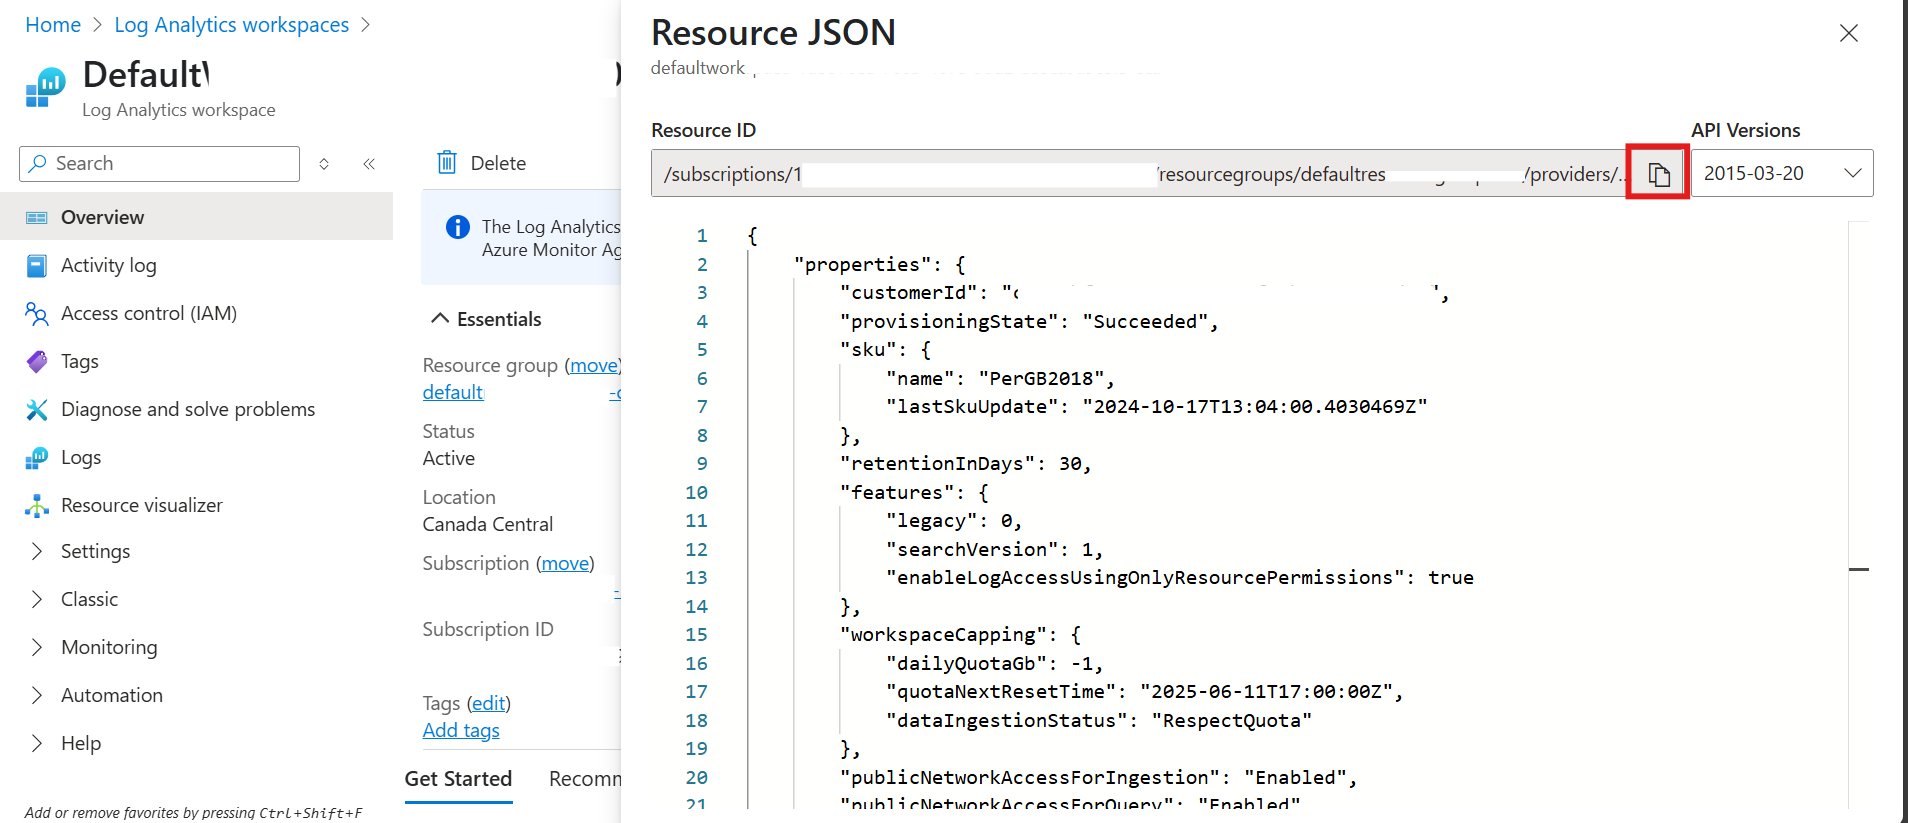 Home > Log Analytics workspaces >
Default
Log Analytics workspace
Search
Overview
Activity log
Access control (IAM)
Tags
Diagnose and solve problems
Logs
Resource visualizer
Settings
Classic
Monitoring
Automation
Help
Add or remove favorites by pressing Ctrl+Shift+F
Delete
The Log Analytics
Azure Monitor
Essentials
Resource group (move)
default
Status
Active
Location
Canada Central
Subscription (move)
Subscription ID
Tags (edit)
Add tags
Get Started
Resource JSON
defaultwork
Resource ID
API Versions
/subscriptions/1 /resourcegroups/defaultres /providers/...
2015-03-20
1 {
2 "properties": {
3 "customerId": " ",
4 "provisioningState": "Succeeded",
5 "sku": {
6 "name": "PerGB2018",
7 "lastSkuUpdate": "2024-10-17T13:04:00.4030469Z"
8 },
9 "retentionInDays": 30,
10 "features": {
11 "legacy": 0,
12 "searchVersion": 1,
13 "enableLogAccessUsingOnlyResourcePermissions": true
14 },
15 "workspaceCapping": {
16 "dailyQuotaGb": -1,
17 "quotaNextResetTime": "2025-06-11T17:00:00Z",
18 "dataIngestionStatus": "RespectQuota"
19 },
20 "publicNetworkAccessForIngestion": "Enabled",
21 "publicNetworkAccessForQuery": "Enabled"